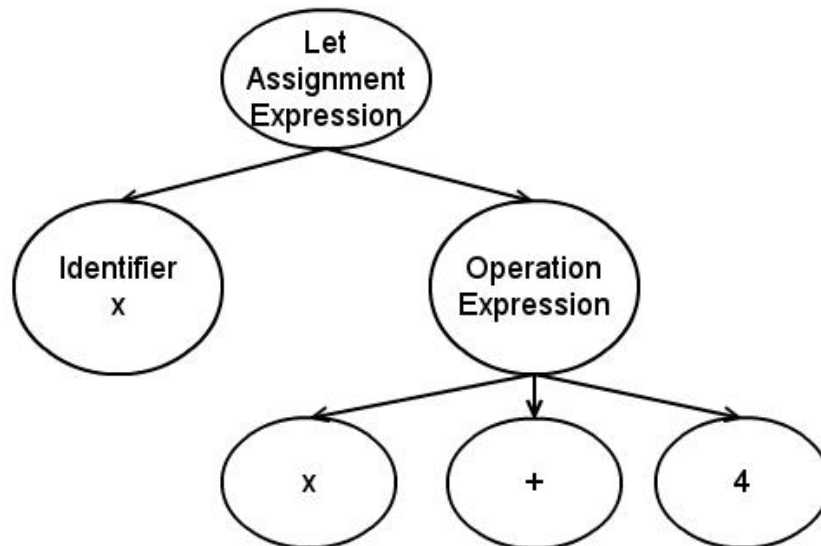 Let
Assignment
Expression
Identifier
x
Operation
Expression
x
+
4